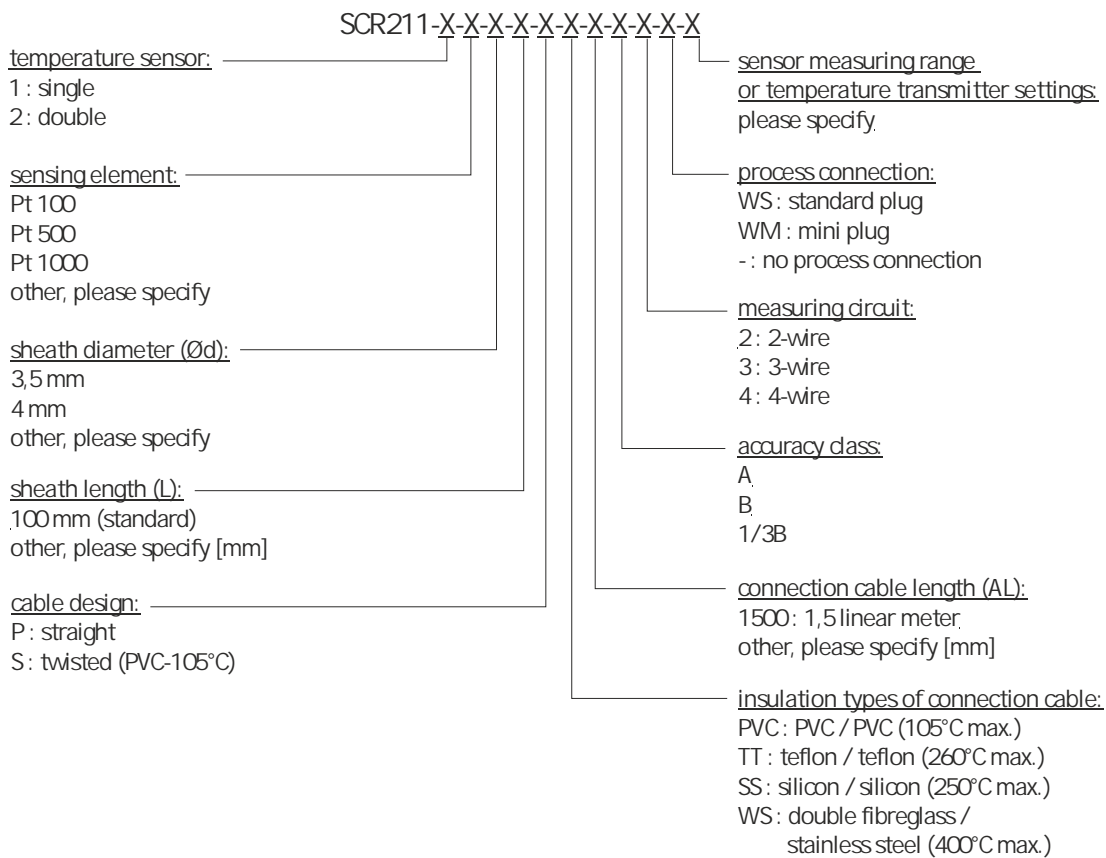 SCR211-X-X-X-X-X-X-X-X-X-X-X
temperature sensor:
1 : single
2 : double
sensing element:
Pt 100
Pt 500
Pt 1000
other, please specify
sheath diameter (Ød):
3,5 mm
4 mm
other, please specify
sheath length (L):
100 mm (standard)
other, please specify [mm]
cable design:
P : straight
S : twisted (PVC-105°C)
sensor measuring range
or temperature transmitter settings:
please specify
process connection:
WS : standard plug
WM : mini plug
- : no process connection
measuring circuit:
2 : 2-wire
3 : 3-wire
4 : 4-wire
accuracy class:
A
B
1/3B
connection cable length (AL):
1500 : 1,5 linear meter
other, please specify [mm]
insulation types of connection cable:
PVC : PVC / PVC (105°C max.)
TT : teflon / teflon (260°C max.)
SS : silicon / silicon (250°C max.)
WS : double fibreglass /
stainless steel (400°C max.)